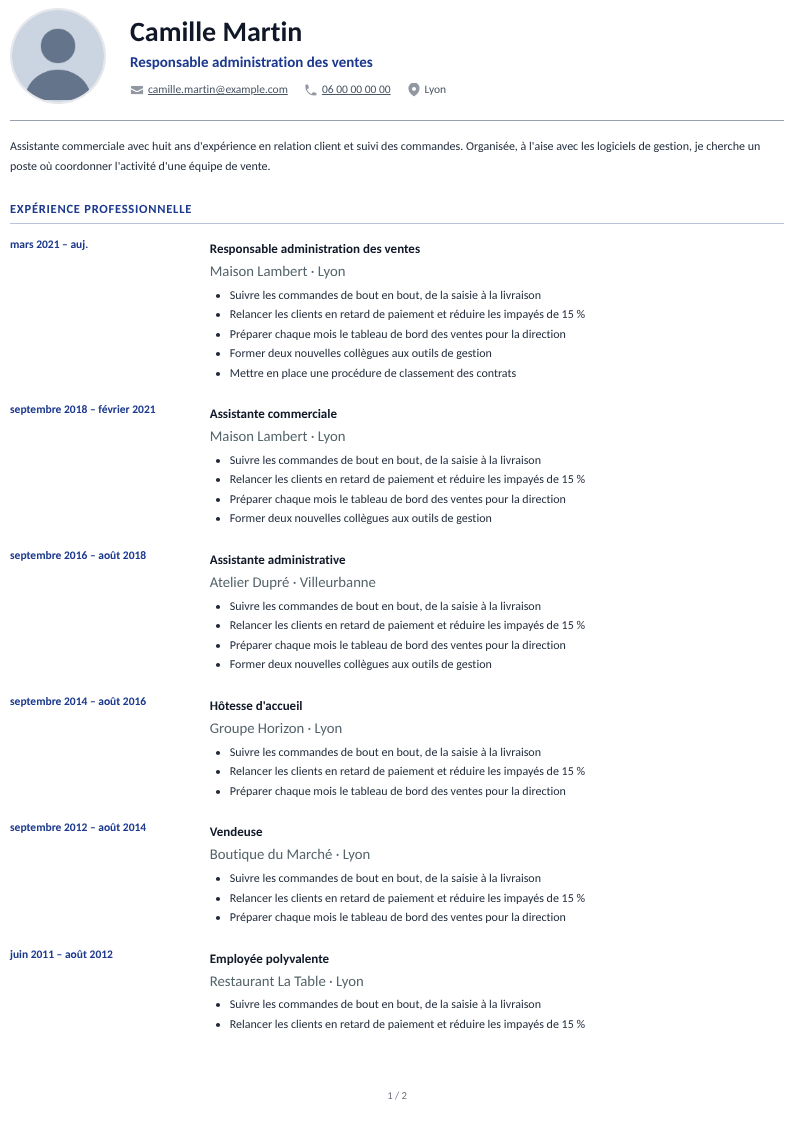 Camille Martin
Responsable administration des ventes
camille.martin@example.com 06 00 00 00 00 Lyon
Assistante commerciale avec huit ans d'expérience en relation client et suivi des commandes. Organisée, à l'aise avec les logiciels de gestion, je cherche un
poste où coordonner l'activité d'une équipe de vente.
EXPÉRIENCE PROFESSIONNELLE
mars 2021 – auj.
Responsable administration des ventes
Maison Lambert · Lyon
• Suivre les commandes de bout en bout, de la saisie à la livraison
• Relancer les clients en retard de paiement et réduire les impayés de 15 %
• Préparer chaque mois le tableau de bord des ventes pour la direction
• Former deux nouvelles collègues aux outils de gestion
• Mettre en place une procédure de classement des contrats
septembre 2018 – février 2021
Assistante commerciale
Maison Lambert · Lyon
• Suivre les commandes de bout en bout, de la saisie à la livraison
• Relancer les clients en retard de paiement et réduire les impayés de 15 %
• Préparer chaque mois le tableau de bord des ventes pour la direction
• Former deux nouvelles collègues aux outils de gestion
septembre 2016 – août 2018
Assistante administrative
Atelier Dupré · Villeurbanne
• Suivre les commandes de bout en bout, de la saisie à la livraison
• Relancer les clients en retard de paiement et réduire les impayés de 15 %
• Préparer chaque mois le tableau de bord des ventes pour la direction
• Former deux nouvelles collègues aux outils de gestion
septembre 2014 – août 2016
Hôtesse d'accueil
Groupe Horizon · Lyon
• Suivre les commandes de bout en bout, de la saisie à la livraison
• Relancer les clients en retard de paiement et réduire les impayés de 15 %
• Préparer chaque mois le tableau de bord des ventes pour la direction
septembre 2012 – août 2014
Vendeuse
Boutique du Marché · Lyon
• Suivre les commandes de bout en bout, de la saisie à la livraison
• Relancer les clients en retard de paiement et réduire les impayés de 15 %
• Préparer chaque mois le tableau de bord des ventes pour la direction
juin 2011 – août 2012
Employée polyvalente
Restaurant La Table · Lyon
• Suivre les commandes de bout en bout, de la saisie à la livraison
• Relancer les clients en retard de paiement et réduire les impayés de 15 %
1 / 2